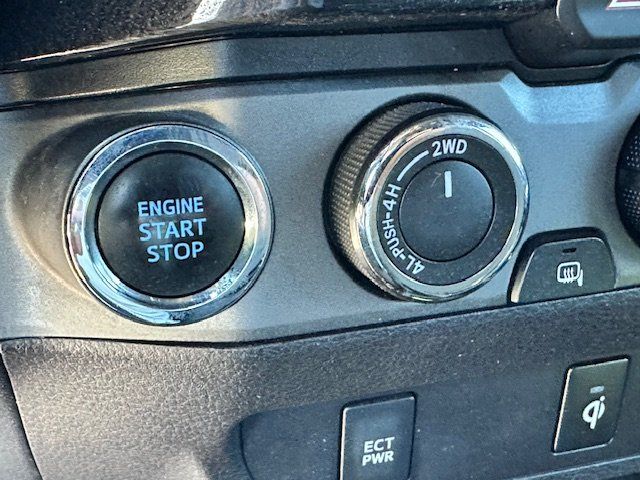 ENGINE
START
STOP
2WD
4L-PUSH-4H
ECT
PWR